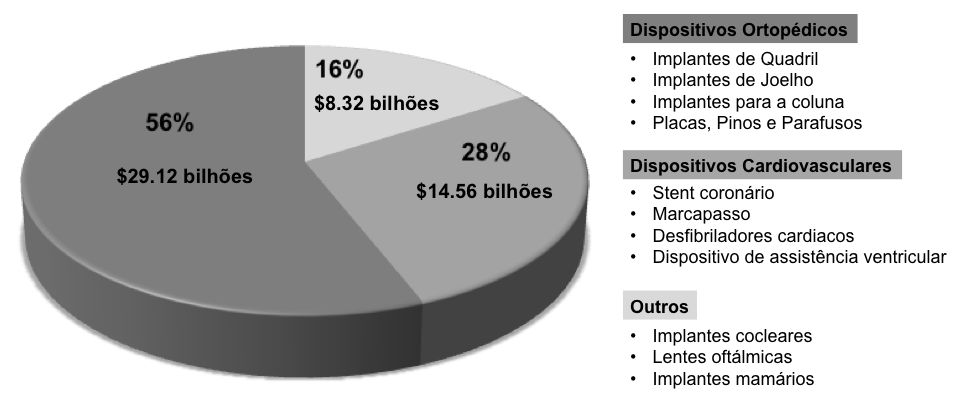 16%
$8.32 bilhões
56%
$29.12 bilhões
28%
$14.56 bilhões
Dispositivos Ortopédicos
• Implantes de Quadril
• Implantes de Joelho
• Implantes para a coluna
• Placas, Pinos e Parafusos
Dispositivos Cardiovasculares
• Stent coronário
• Marcapasso
• Desfibriladores cardiacos
• Dispositivo de assistência ventricular
Outros
• Implantes cocleares
• Lentes oftálmicas
• Implantes mamários